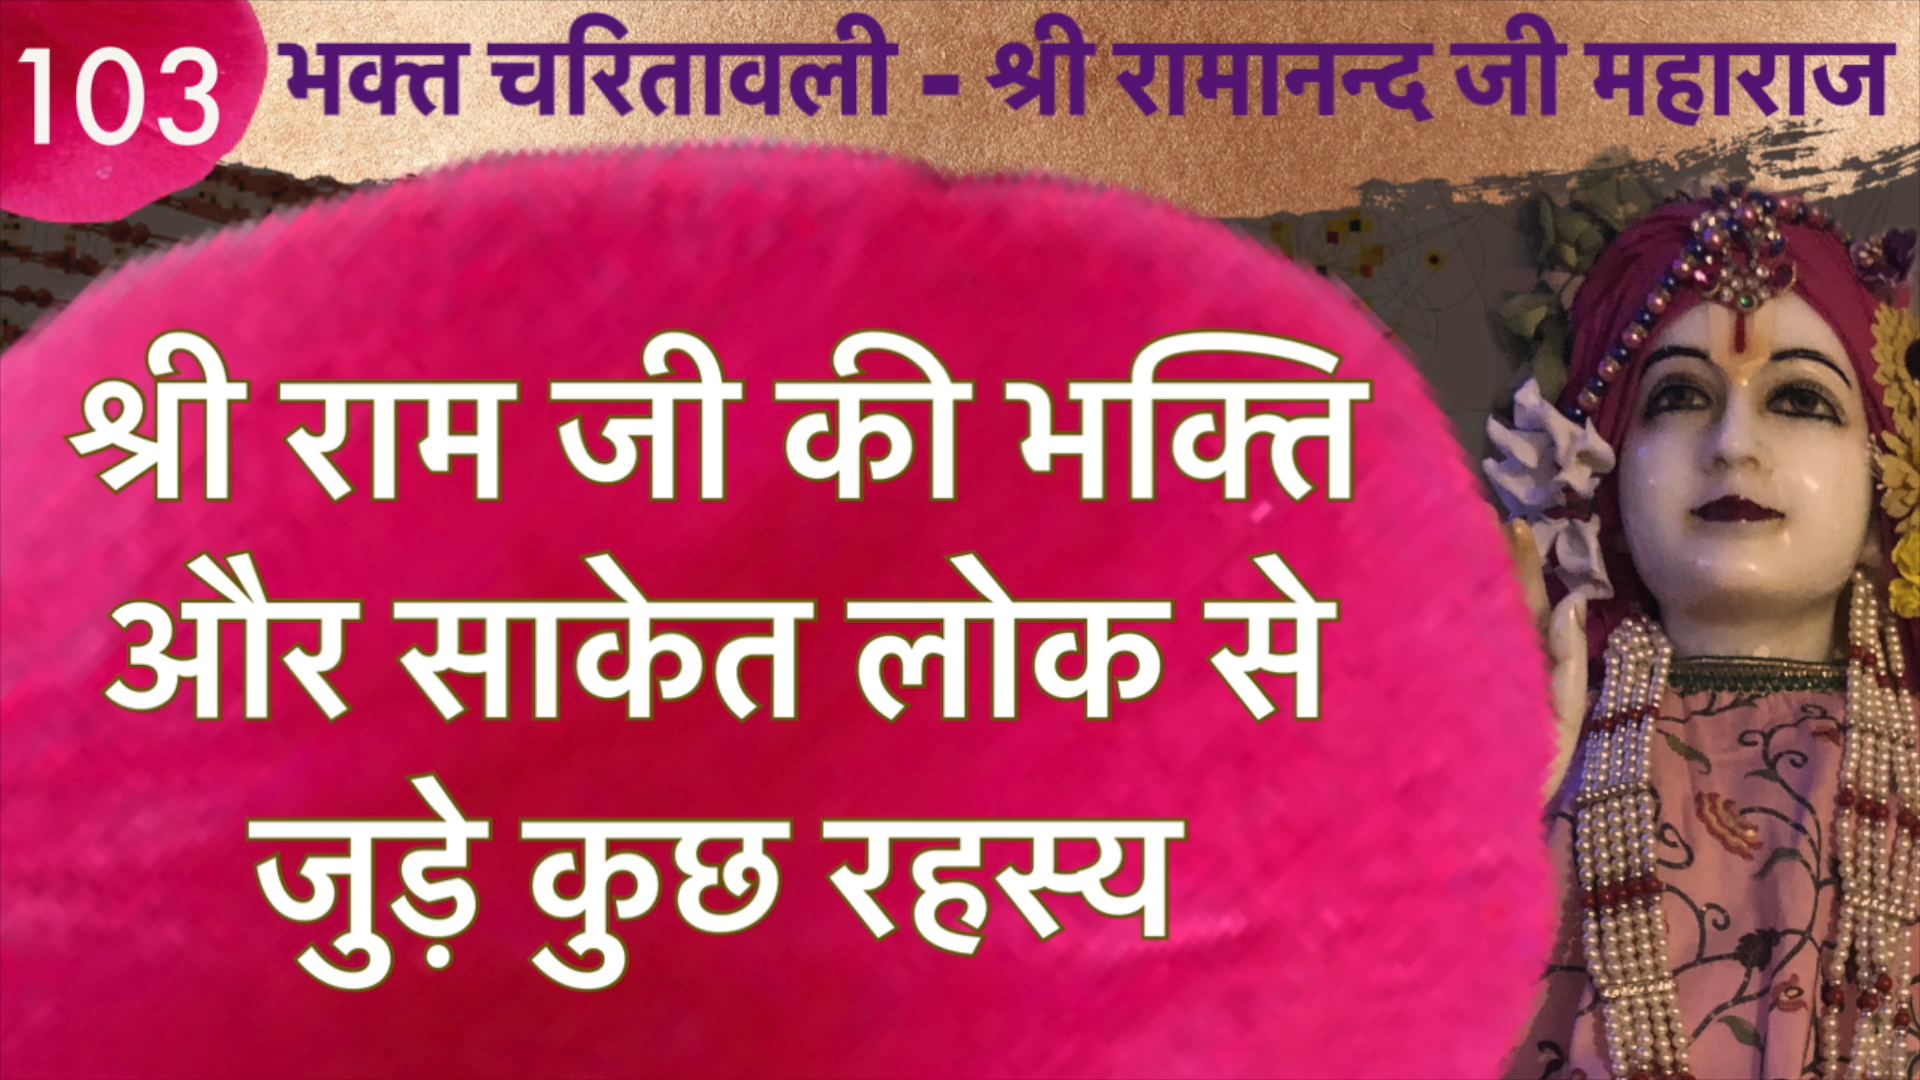 103 भक्त चरितावली - श्री रामानन्द जी महाराज
श्री राम जी की भक्ति
और साकेत लोक से
जुड़े कुछ रहस्य